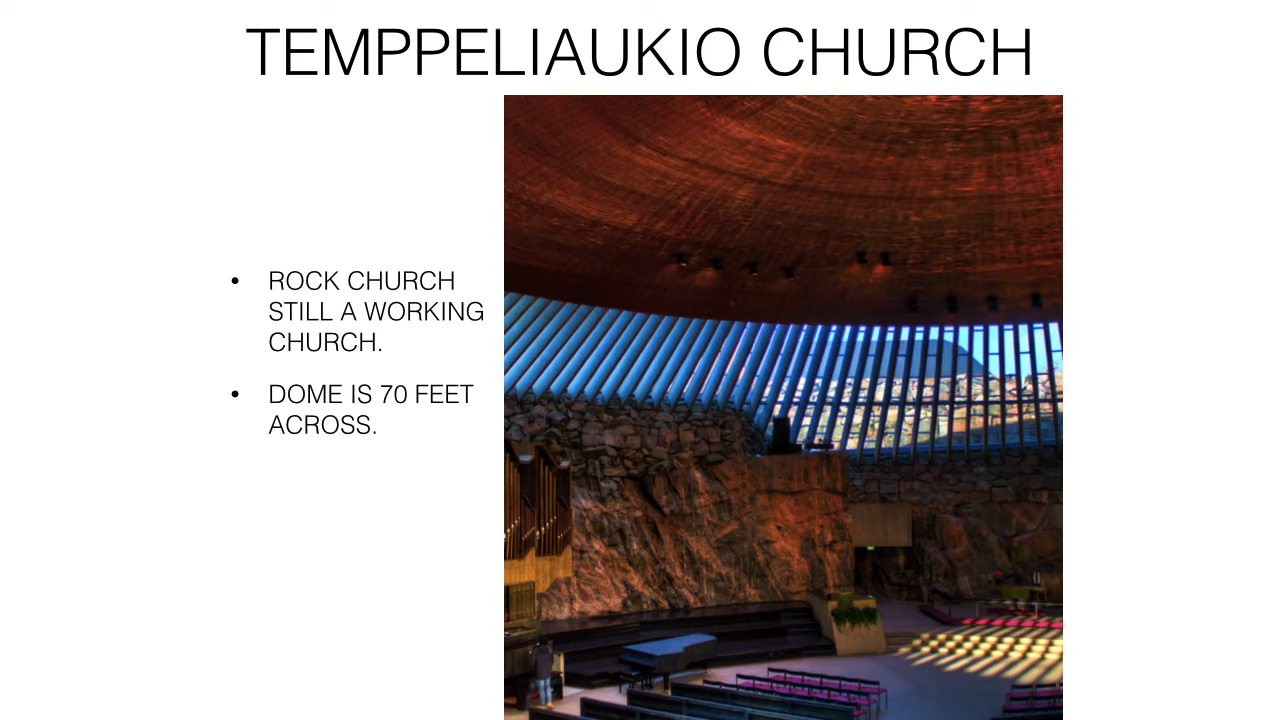 TEMPPELIAUKIO CHURCH
• ROCK CHURCH
STILL A WORKING
CHURCH.
• DOME IS 70 FEET
ACROSS.